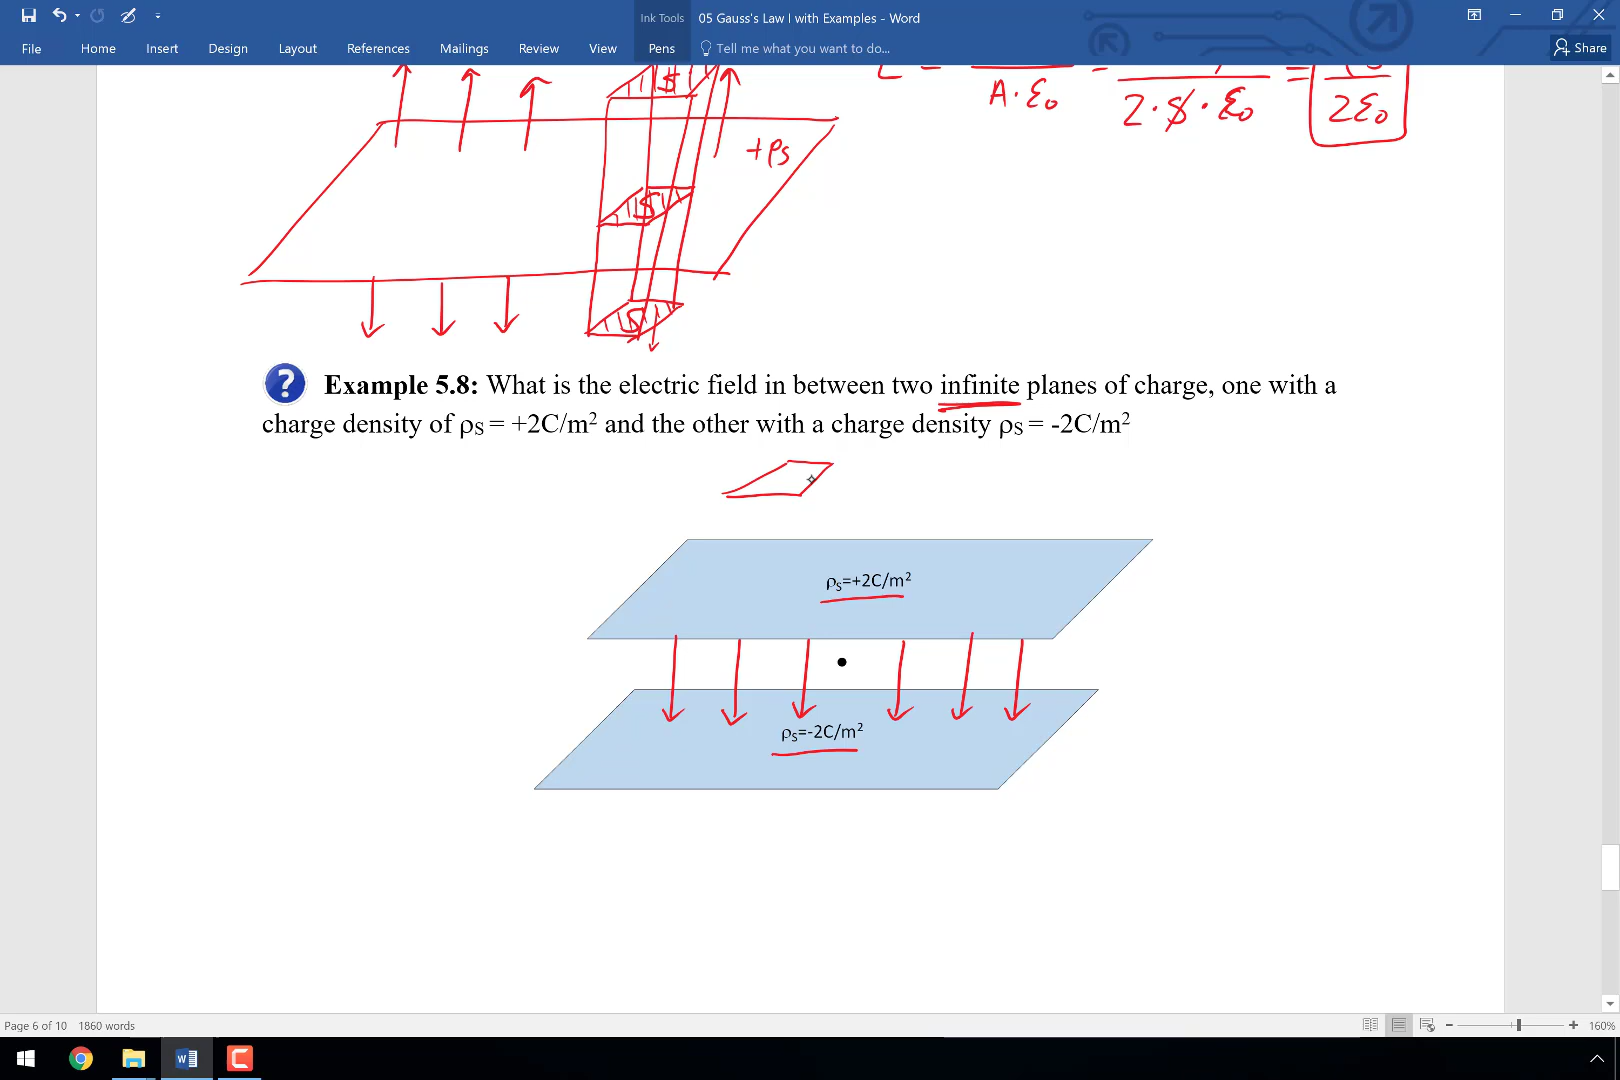 Ink Tools 05 Gauss's Law I with Examples - Word
File Home Insert Design Layout References Mailings Review View Pens Tell me what you want to do... Share
A · ε₀
2 · $ · ε₀
=
2ε₀
$
+ρs
$
$
? Example 5.8: What is the electric field in between two infinite planes of charge, one with a
charge density of ρS = +2C/m² and the other with a charge density ρS = -2C/m²
ρS=+2C/m²
ρS=-2C/m²
Page 6 of 10 1860 words 160%